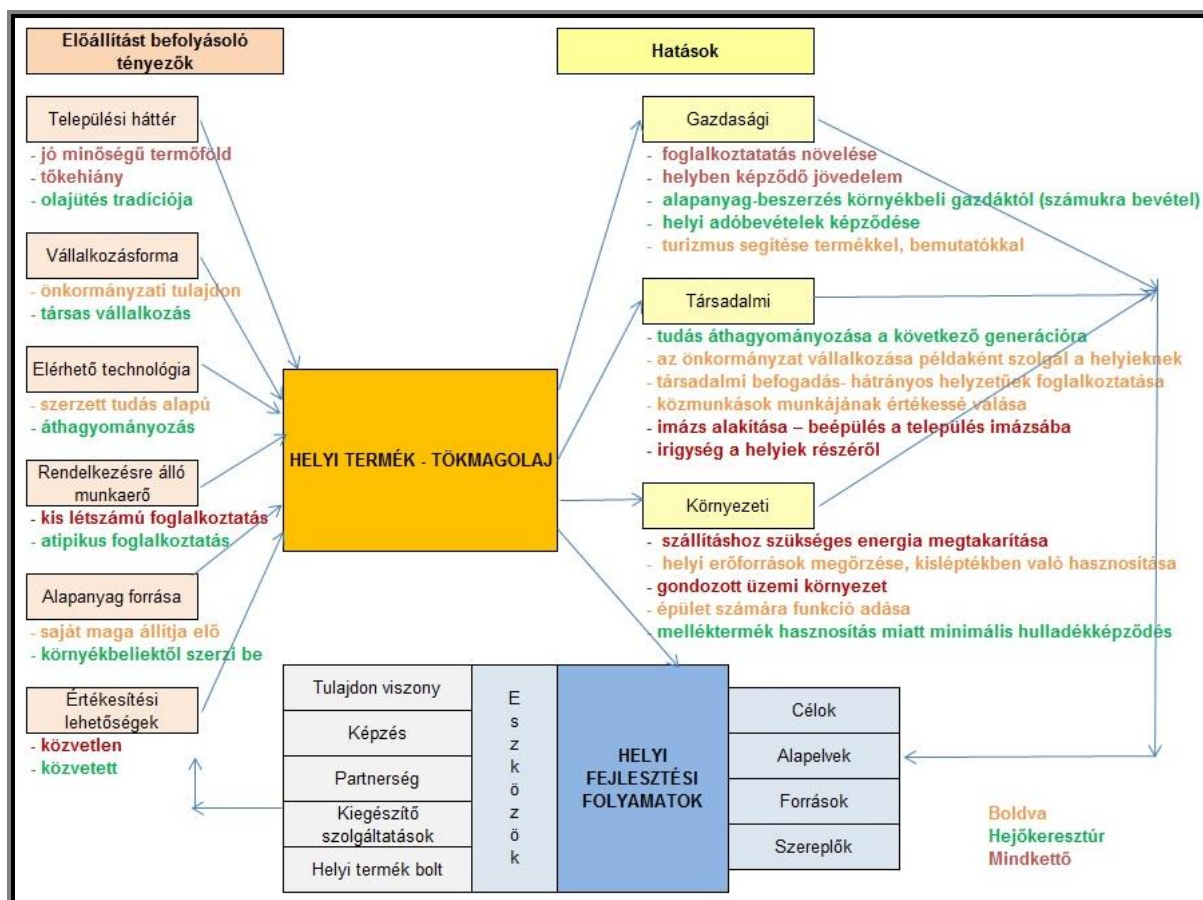 Előállítást befolyásoló
tényezők
Települési háttér
- jó minőségű termőföld
- tőkehiány
- olajütés tradíciója
Vállalkozásforma
- önkormányzati tulajdon
- társas vállalkozás
Elérhető technológia
- szerzett tudás alapú
- áthagyományozás
Rendelkezésre álló
munkaerő
- kis létszámú foglalkoztatás
- atipikus foglalkoztatás
Alapanyag forrása
- saját maga állítja elő
- környékbeliektől szerzi be
Értékesítési
lehetőségek
- közvetlen
- közvetett
HELYI TERMÉK - TÖKMAGOLAJ
Hatások
Gazdasági
- foglalkoztatatás növelése
- helyben képződő jövedelem
- alapanyag-beszerzés környékbeli gazdáktól (számukra bevétel)
- helyi adóbevételek képződése
- turizmus segítése termékkel, bemutatókkal
Társadalmi
- tudás áthagyományozása a következő generációra
- az önkormányzat vállalkozása példaként szolgál a helyieknek
- társadalmi befogadás- hátrányos helyzetűek foglalkoztatása
- közmunkások munkájának értékessé válása
- imázs alakítása – beépülés a település imázsába
- irigység a helyiek részéről
Környezeti
- szállításhoz szükséges energia megtakarítása
- helyi erőforrások megőrzése, kisléptékben való hasznosítása
- gondozott üzemi környezet
- épület számára funkció adása
- melléktermék hasznosítás miatt minimális hulladékképződés
Tulajdon viszony
Képzés
Partnerség
Kiegészítő
szolgáltatások
Helyi termék bolt
E
s
z
k
ö
z
ö
k
HELYI
FEJLESZTÉSI
FOLYAMATOK
Célok
Alapelvek
Források
Szereplők
Boldva
Hejőkeresztúr
Mindkettő